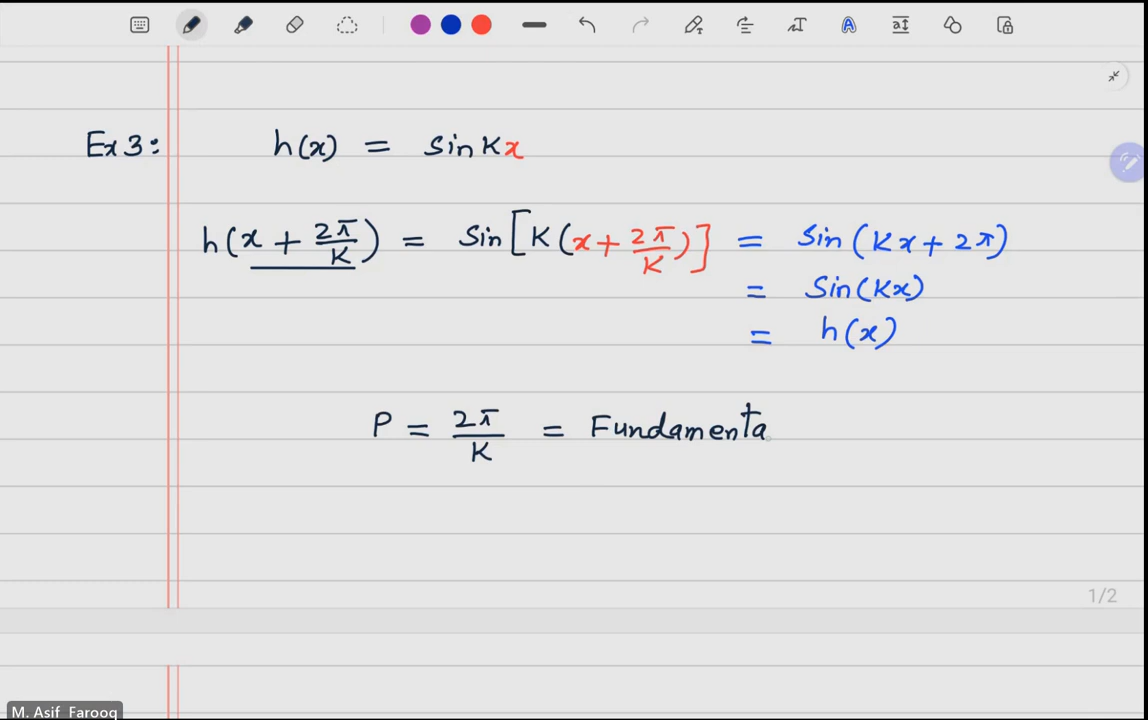 Ex 3: h(x) = sin Kx
h(x + 2π/K) = Sin[K(x + 2π/K)] = Sin(Kx + 2π)
= Sin(Kx)
= h(x)
P = 2π/K = Fundamenta
1/2
M. Asif Farooq